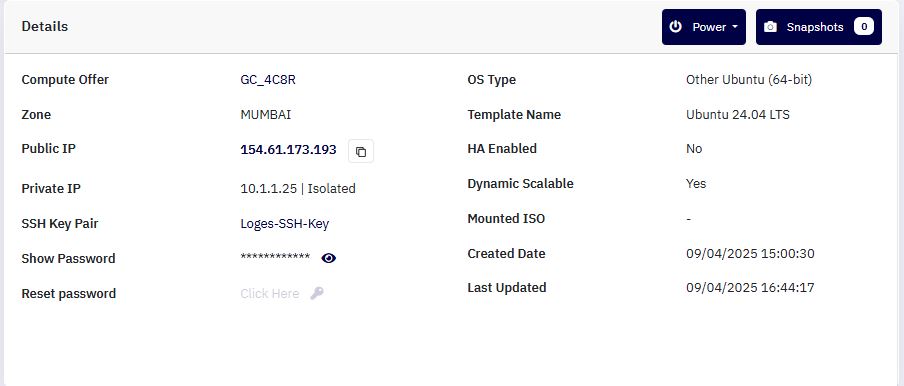 Details
Power
Snapshots 0
Compute Offer GC_4C8R
OS Type Other Ubuntu (64-bit)
Zone MUMBAI
Template Name Ubuntu 24.04 LTS
Public IP 154.61.173.193
HA Enabled No
Private IP 10.1.1.25 | Isolated
Dynamic Scalable Yes
SSH Key Pair Loges-SSH-Key
Mounted ISO -
Show Password ************
Created Date 09/04/2025 15:00:30
Reset password Click Here
Last Updated 09/04/2025 16:44:17